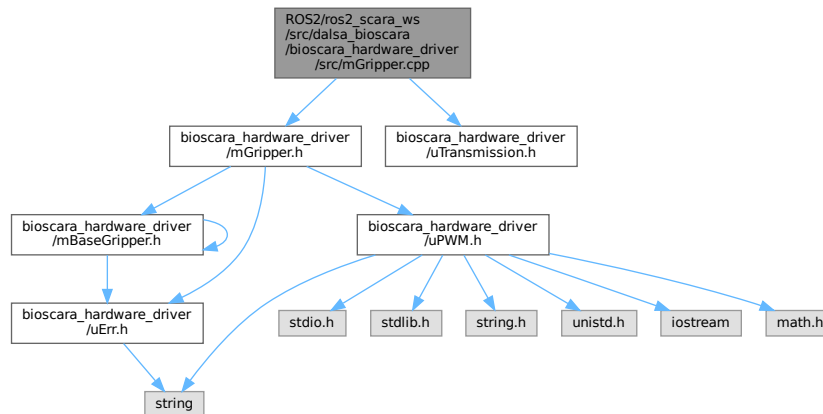 ROS2/ros2_scara_ws
/src/dalsa_bioscara
/bioscara_hardware_driver
/src/mGripper.cpp
bioscara_hardware_driver
/mGripper.h
bioscara_hardware_driver
/uTransmission.h
bioscara_hardware_driver
/mBaseGripper.h
bioscara_hardware_driver
/uPWM.h
bioscara_hardware_driver
/uErr.h
stdio.h
stdlib.h
string.h
unistd.h
iostream
math.h
string